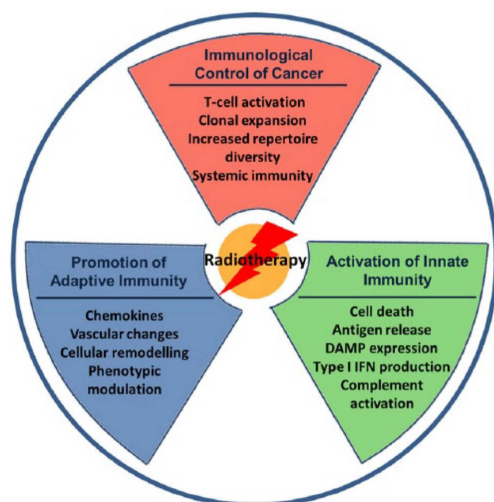 Immunological
Control of Cancer
T-cell activation
Clonal expansion
Increased repertoire
diversity
Systemic immunity
Radiotherapy
Promotion of
Adaptive Immunity
Chemokines
Vascular changes
Cellular remodelling
Phenotypic
modulation
Activation of Innate
Immunity
Cell death
Antigen release
DAMP expression
Type I IFN production
Complement
activation